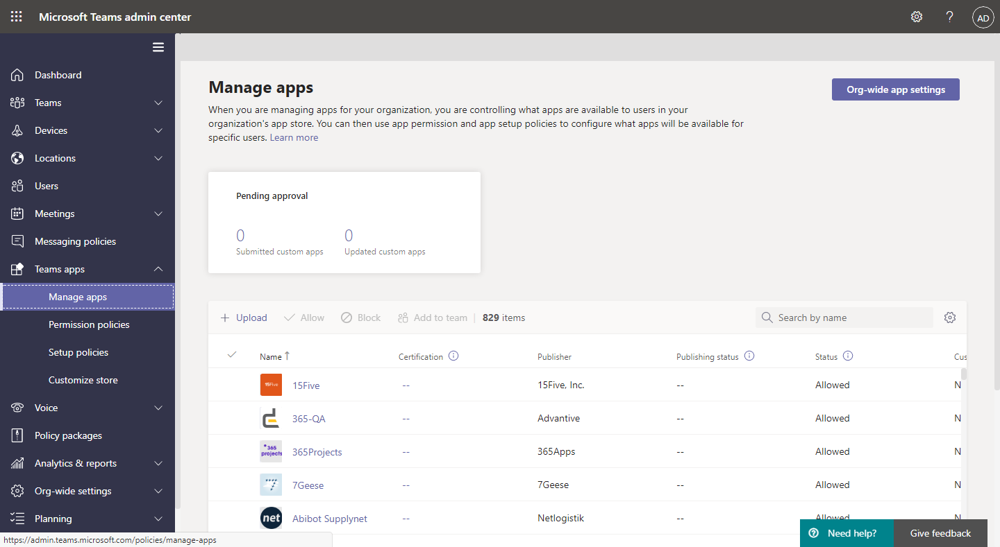 Microsoft Teams admin center
?
AD
Dashboard
Teams
Devices
Locations
Users
Meetings
Messaging policies
Teams apps
Manage apps
Permission policies
Setup policies
Customize store
Voice
Policy packages
Analytics & reports
Org-wide settings
Planning
https://admin.teams.microsoft.com/policies/manage-apps
Manage apps
Org-wide app settings
When you are managing apps for your organization, you are controlling what apps are available to users in your
organization's app store. You can then use app permission and app setup policies to configure what apps will be available for
specific users. Learn more
Pending approval
0 0
Submitted custom apps Updated custom apps
+ Upload Allow Block Add to team | 829 items Search by name
Name ↑ Certification Publisher Publishing status Status Cus
15Five 15Five -- 15Five, Inc. -- Allowed N
365-QA -- Advantive -- Allowed N
365 projects 365Projects -- 365Apps -- Allowed N
7 7Geese -- 7Geese -- Allowed N
net Abibot Supplynet -- Netlogistik -- Allowed N
Need help? Give feedback